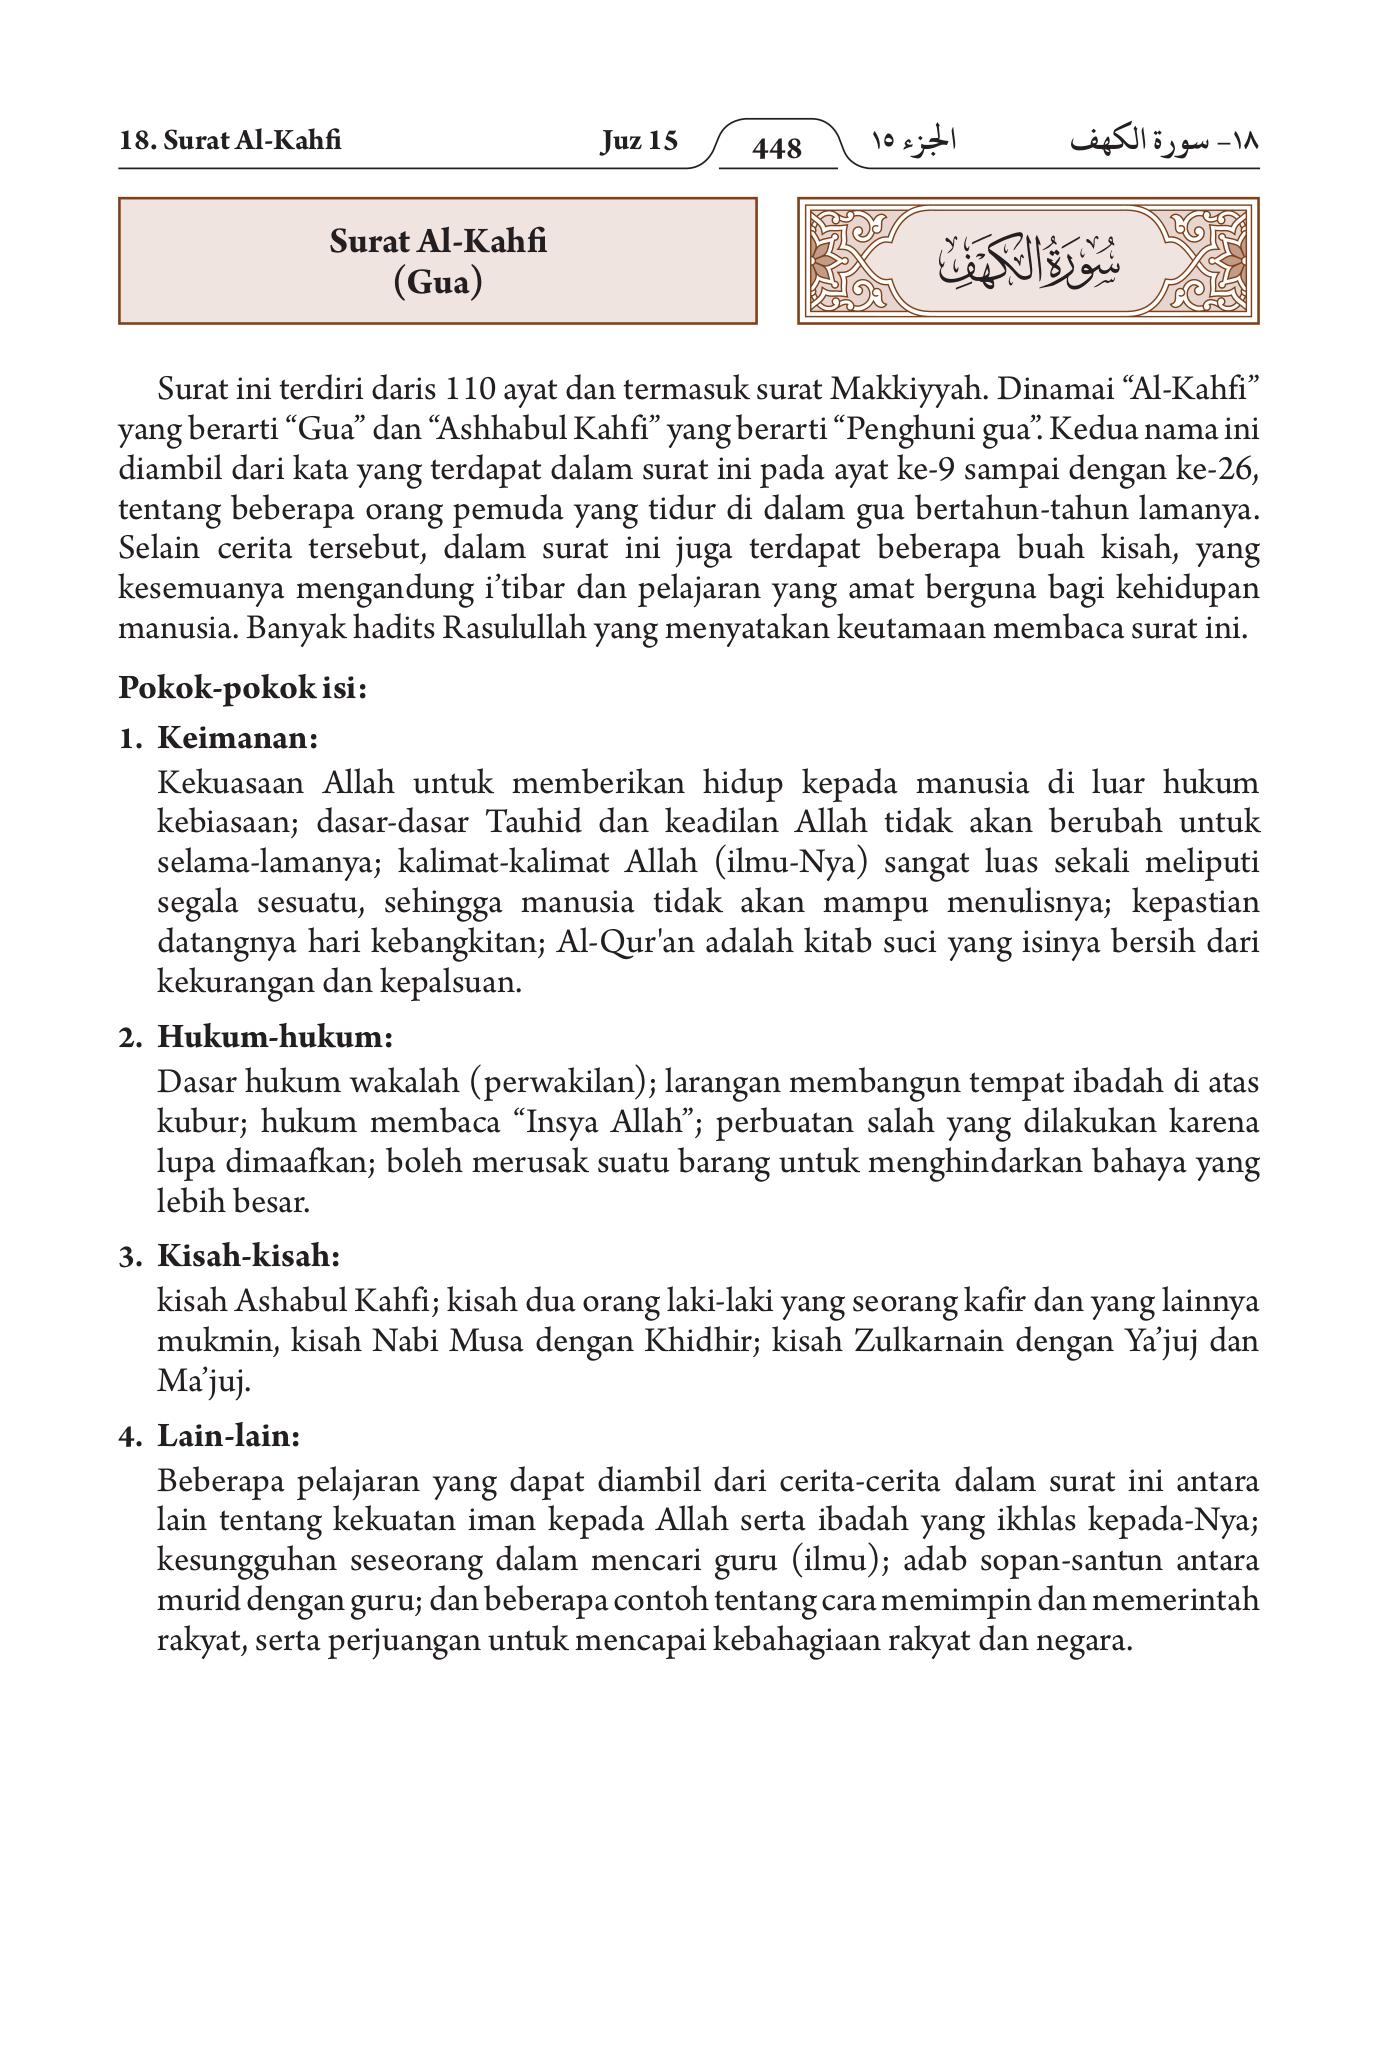 18. Surat Al-Kahfi Juz 15 448 الجزء ١٥ ١٨- سورة الكهف
Surat Al-Kahfi
(Gua)
سُورَةُ الكَهْفِ
Surat ini terdiri daris 110 ayat dan termasuk surat Makkiyyah. Dinamai “Al-Kahfi”
yang berarti “Gua” dan “Ashhabul Kahfi” yang berarti “Penghuni gua”. Kedua nama ini
diambil dari kata yang terdapat dalam surat ini pada ayat ke-9 sampai dengan ke-26,
tentang beberapa orang pemuda yang tidur di dalam gua bertahun-tahun lamanya.
Selain cerita tersebut, dalam surat ini juga terdapat beberapa buah kisah, yang
kesemuanya mengandung i’tibar dan pelajaran yang amat berguna bagi kehidupan
manusia. Banyak hadits Rasulullah yang menyatakan keutamaan membaca surat ini.
Pokok-pokok isi:
1. Keimanan:
Kekuasaan Allah untuk memberikan hidup kepada manusia di luar hukum
kebiasaan; dasar-dasar Tauhid dan keadilan Allah tidak akan berubah untuk
selama-lamanya; kalimat-kalimat Allah (ilmu-Nya) sangat luas sekali meliputi
segala sesuatu, sehingga manusia tidak akan mampu menulisnya; kepastian
datangnya hari kebangkitan; Al-Qur'an adalah kitab suci yang isinya bersih dari
kekurangan dan kepalsuan.
2. Hukum-hukum:
Dasar hukum wakalah (perwakilan); larangan membangun tempat ibadah di atas
kubur; hukum membaca “Insya Allah”; perbuatan salah yang dilakukan karena
lupa dimaafkan; boleh merusak suatu barang untuk menghindarkan bahaya yang
lebih besar.
3. Kisah-kisah:
kisah Ashabul Kahfi; kisah dua orang laki-laki yang seorang kafir dan yang lainnya
mukmin, kisah Nabi Musa dengan Khidhir; kisah Zulkarnain dengan Ya’juj dan
Ma’juj.
4. Lain-lain:
Beberapa pelajaran yang dapat diambil dari cerita-cerita dalam surat ini antara
lain tentang kekuatan iman kepada Allah serta ibadah yang ikhlas kepada-Nya;
kesungguhan seseorang dalam mencari guru (ilmu); adab sopan-santun antara
murid dengan guru; dan beberapa contoh tentang cara memimpin dan memerintah
rakyat, serta perjuangan untuk mencapai kebahagiaan rakyat dan negara.